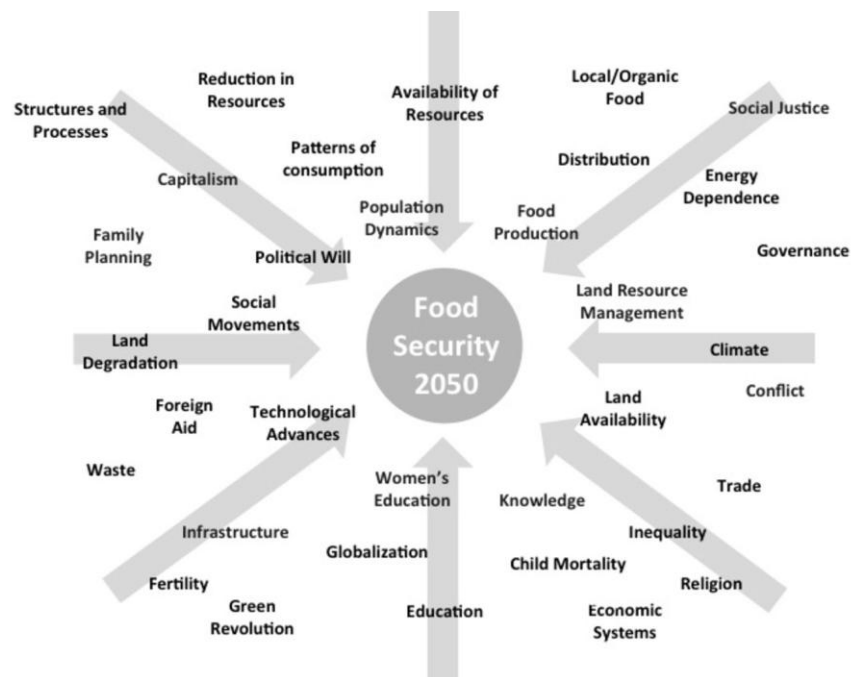 Reduction in
Resources
Availability of
Resources
Local/Organic
Food
Structures and
Processes
Social Justice
Patterns of
consumption
Distribution
Capitalism
Energy
Dependence
Population
Dynamics
Food
Production
Family
Planning
Political Will
Governance
Social
Movements
Land Resource
Management
Food
Security
2050
Land
Degradation
Climate
Conflict
Foreign
Aid
Technological
Advances
Land
Availability
Waste
Women's
Education
Knowledge
Trade
Infrastructure
Globalization
Inequality
Child Mortality
Fertility
Religion
Green
Revolution
Education
Economic
Systems